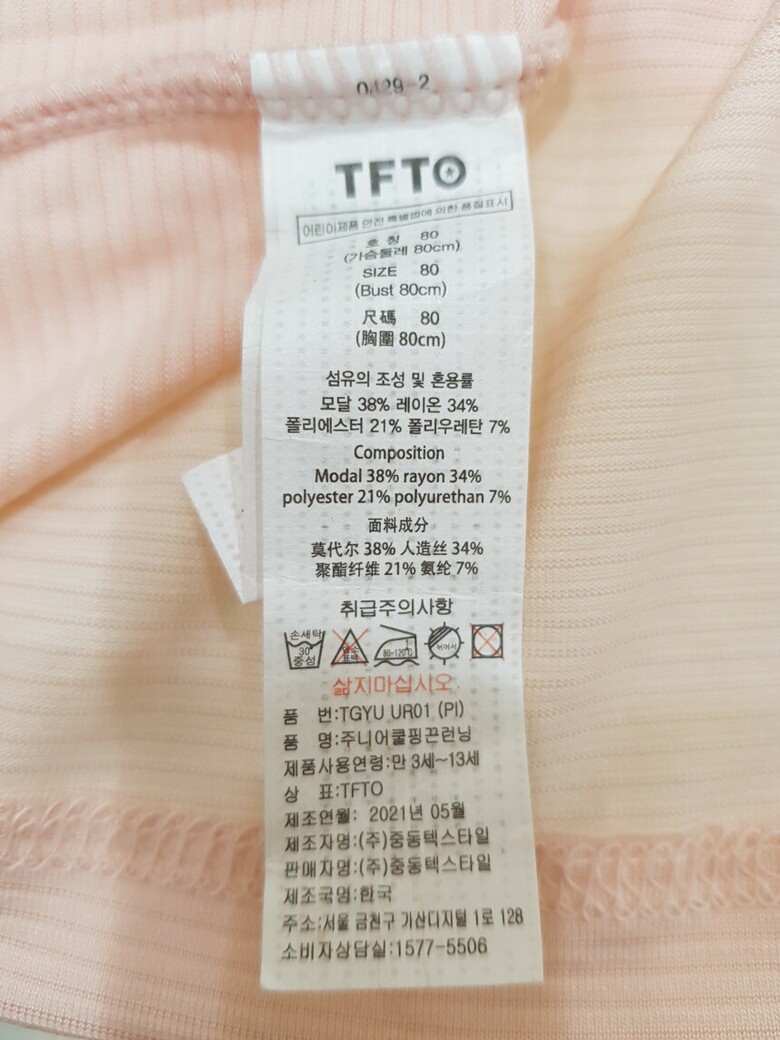 0429-2
TFTO
어린이제품 안전 특별법에 의한 품질표시
호 칭 80
(가슴둘레 80cm)
SIZE 80
(Bust 80cm)
尺碼 80
(胸圍 80cm)
섬유의 조성 및 혼용률
모달 38% 레이온 34%
폴리에스터 21% 폴리우레탄 7%
Composition
Modal 38% rayon 34%
polyester 21% polyurethan 7%
面料成分
莫代尔 38% 人造丝 34%
聚酯纤维 21% 氨纶 7%
취급주의사항
손세탁 30° 중성 염소 표백 80~120℃ 뉘어서
삶지마십시오
품 번:TGYU UR01 (PI)
품 명:주니어쿨핑끈런닝
제품사용연령:만 3세~13세
상 표:TFTO
제조연월: 2021년 05월
제조자명:(주)중동텍스타일
판매자명:(주)중동텍스타일
제조국명:한국
주소:서울 금천구 가산디지털 1로 128
소비자상담실:1577-5506